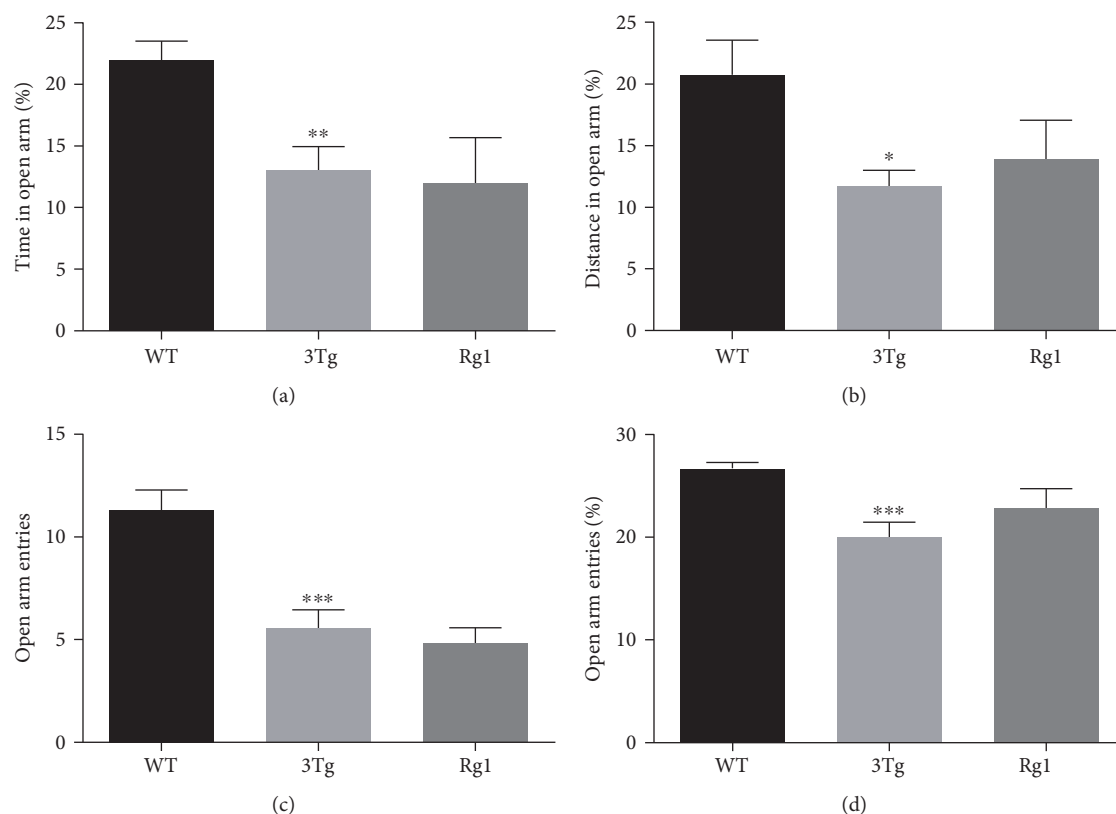 Time in open arm (%)
25
20
15
10
5
0
**
WT
3Tg
Rg1
(a)
Distance in open arm (%)
25
20
15
10
5
0
*
WT
3Tg
Rg1
(b)
Open arm entries
15
10
5
0
***
WT
3Tg
Rg1
(c)
Open arm entries (%)
30
20
10
0
***
WT
3Tg
Rg1
(d)